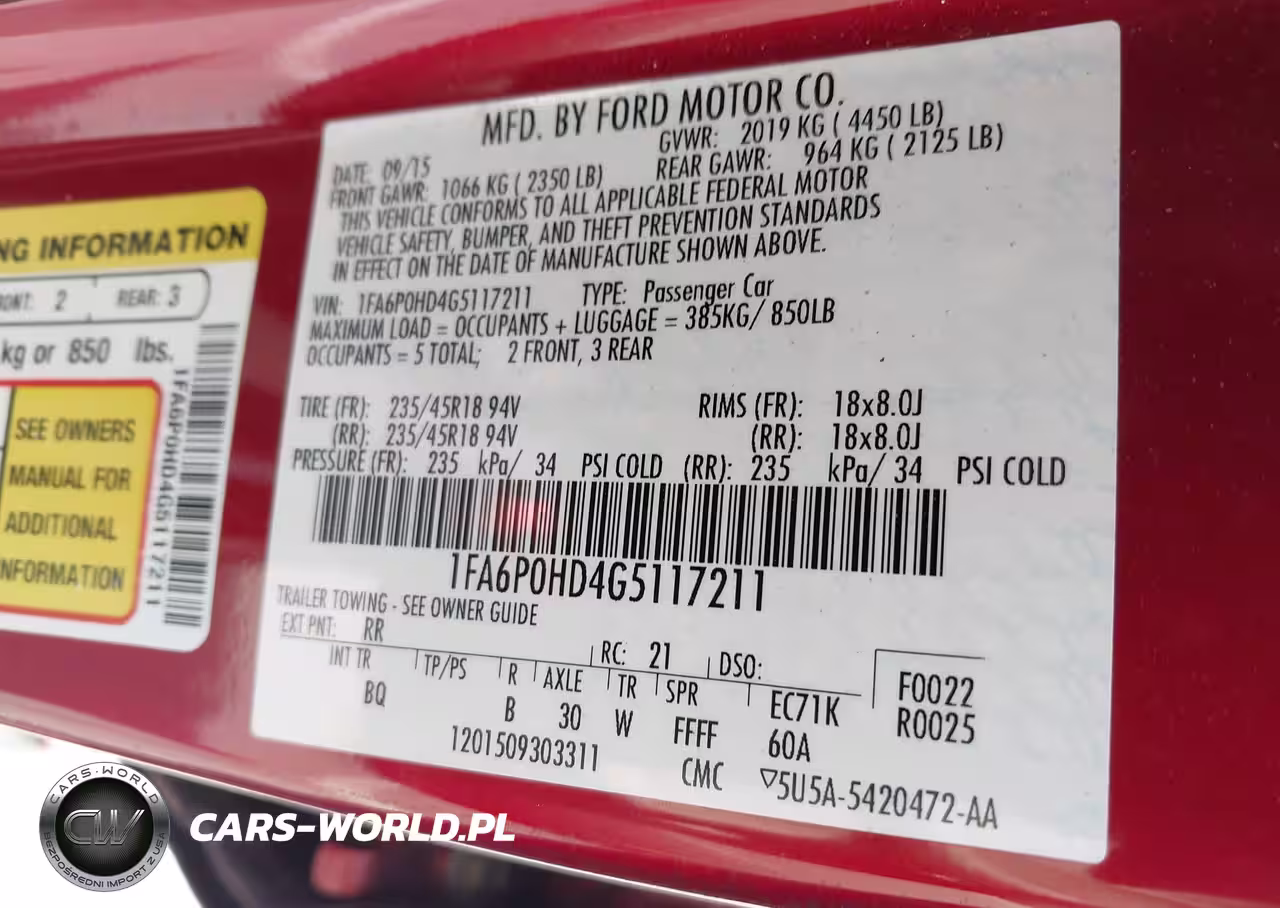 MFD. BY FORD MOTOR CO.
DATE: 09/15 GVWR: 2019 KG ( 4450 LB)
FRONT GAWR: 1066 KG ( 2350 LB) REAR GAWR: 964 KG ( 2125 LB)
THIS VEHICLE CONFORMS TO ALL APPLICABLE FEDERAL MOTOR
VEHICLE SAFETY, BUMPER, AND THEFT PREVENTION STANDARDS
IN EFFECT ON THE DATE OF MANUFACTURE SHOWN ABOVE.
VIN: 1FA6P0HD4G5117211 TYPE: Passenger Car
MAXIMUM LOAD = OCCUPANTS + LUGGAGE = 385KG/ 850LB
OCCUPANTS = 5 TOTAL; 2 FRONT, 3 REAR
TIRE (FR): 235/45R18 94V RIMS (FR): 18x8.0J
(RR): 235/45R18 94V (RR): 18x8.0J
PRESSURE (FR): 235 kPa/ 34 PSI COLD (RR): 235 kPa/ 34 PSI COLD
1FA6P0HD4G5117211
TRAILER TOWING - SEE OWNER GUIDE
EXT PNT: RR RC: 21 DSO:
INT TR TP/PS R AXLE TR SPR EC71K F0022
BQ B 30 W FFFF 60A R0025
1201509303311 CMC 5U5A-5420472-AA
NG INFORMATION
ONT: 2 REAR: 3
kg or 850 lbs.
SEE OWNERS
MANUAL FOR
ADDITIONAL
NFORMATION
1FA6P0HD4G5117211
CARS-WORLD
CW
BEZPOŚREDNI IMPORT Z USA
CARS-WORLD.PL